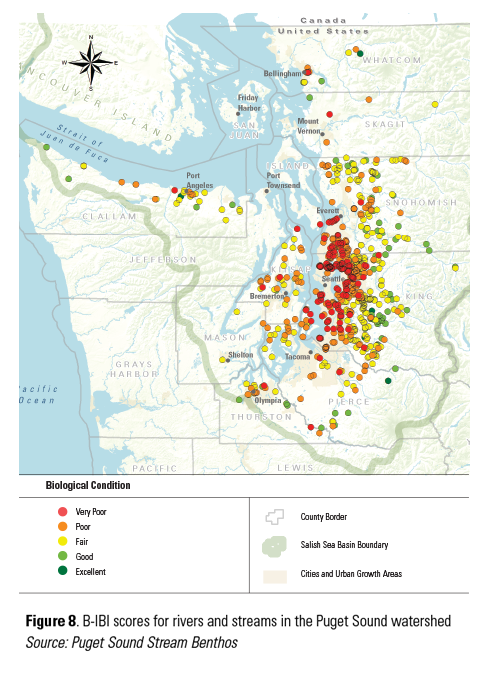 Canada
United States
N
W
E
S
WHATCOM
Bellingham
VANCOUVER ISLAND
Friday
Harbor
SAN
JUAN
Mount
Vernon
SKAGIT
Strait of
Juan de Fuca
ISLAND
Port
Angeles
Port
Townsend
SNOHOMISH
Everett
CLALLAM
JEFFERSON
Seattle
Bremerton
KING
MASON
Shelton
Tacoma
GRAYS
HARBOR
Pacific
Ocean
Olympia
PIERCE
THURSTON
PACIFIC
LEWIS
Biological Condition
Very Poor
Poor
Fair
Good
Excellent
County Border
Salish Sea Basin Boundary
Cities and Urban Growth Areas
Figure 8. B-IBI scores for rivers and streams in the Puget Sound watershed
Source: Puget Sound Stream Benthos